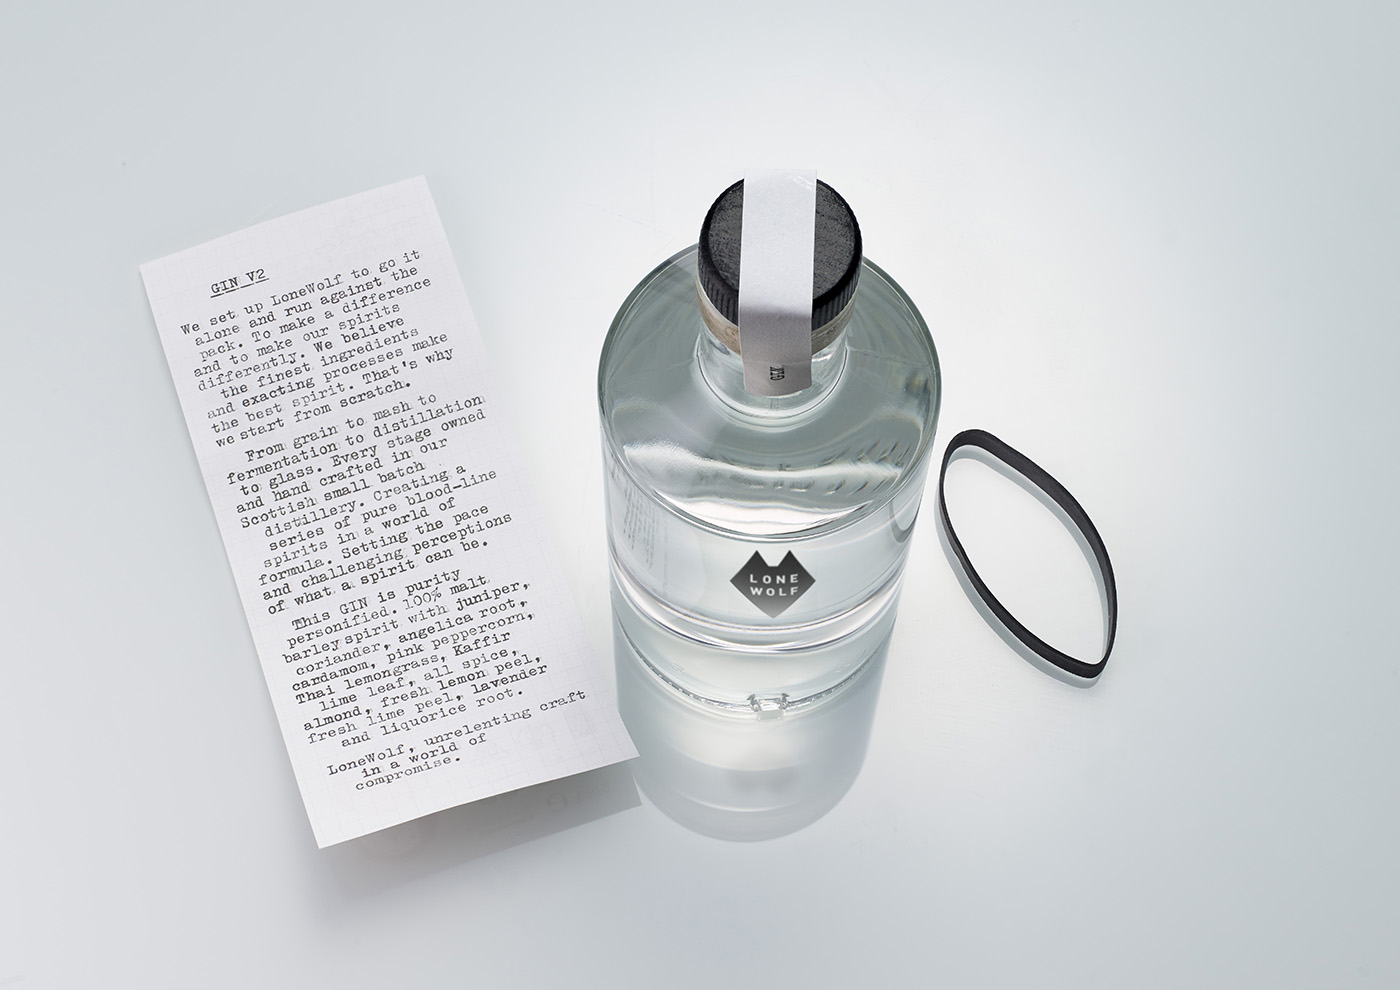 GIN V2
We set up LoneWolf to go it
alone and run against the
pack. To make a difference
and to make our spirits
differently. We believe
the finest ingredients
and exacting processes make
the best spirit. That's why
we start from scratch.
From grain to mash to
fermentation to distillation
to glass. Every stage owned
and hand crafted in our
Scottish small batch
distillery. Creating a
series of pure blood-line
spirits in a world of
formula. Setting the pace
and challenging perceptions
of what a spirit can be.
This GIN is purity
personified. 100% malt
barley spirit with juniper,
coriander, angelica root,
cardamom, pink peppercorn,
Thai lemongrass, Kaffir
lime leaf, all spice,
almond, fresh lemon peel,
fresh lime peel, lavender
and liquorice root.
LoneWolf, unrelenting craft
in a world of
compromise.
GIN
LONE
WOLF